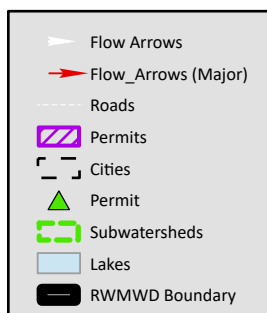 Flow Arrows
Flow_Arrows (Major)
Roads
Permits
Cities
Permit
Subwatersheds
Lakes
RWMWD Boundary